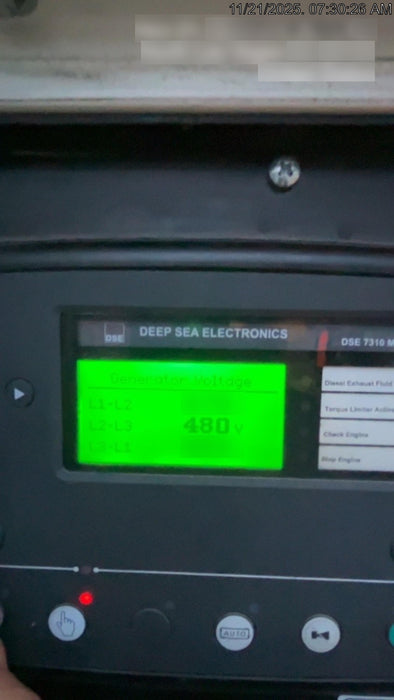 11/21/2025. 07:30:26 AM
DSE DEEP SEA ELECTRONICS DSE 7310 M
Generator Voltage
L1-L2
L2-L3 480 v
L3-L1
Diesel Exhaust Fluid
Torque Limiter
Check Engine
Stop Engine
AUTO